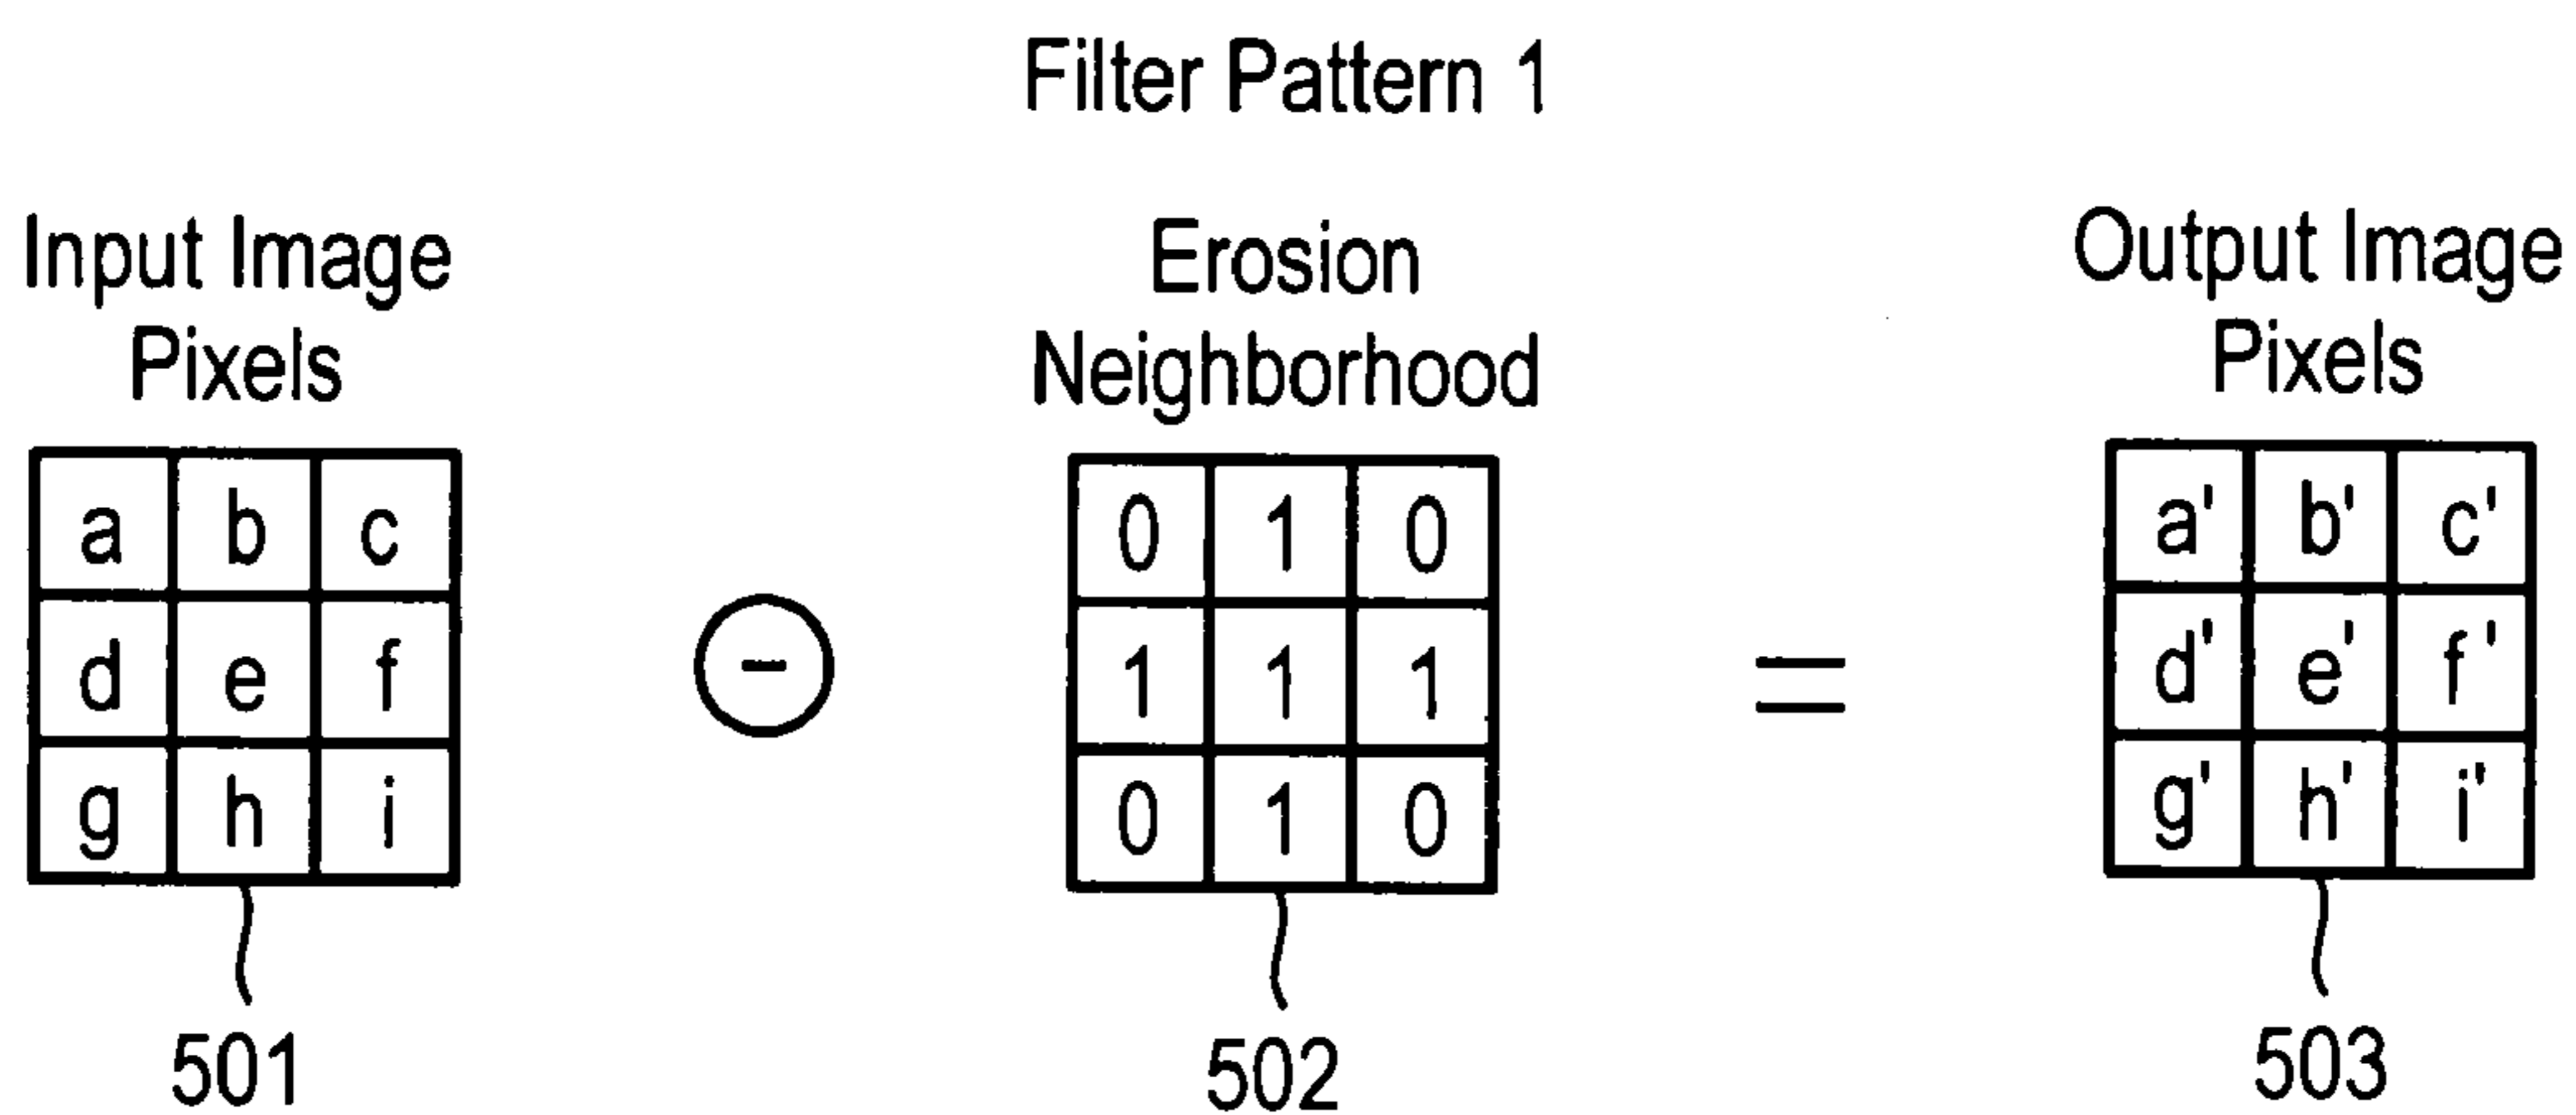 Filter Pattern 1
Input Image
Pixels
Erosion
Neighborhood
Output Image
Pixels
a b c
d e f
g h i
-
0 1 0
1 1 1
0 1 0
=
a' b' c'
d' e' f'
g' h' i'
501
502
503